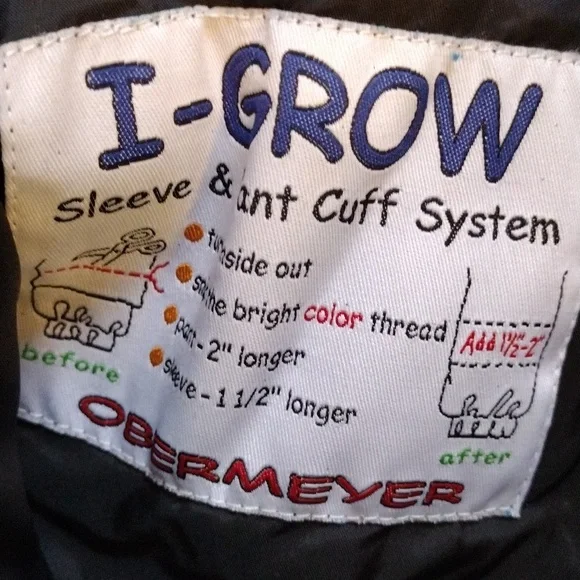 I-GROW
Sleeve & ant Cuff System
side out
the bright color thread
- 2" longer
sleeve - 1 1/2" longer
before
Add 1½-2"
after
OBERMEYER